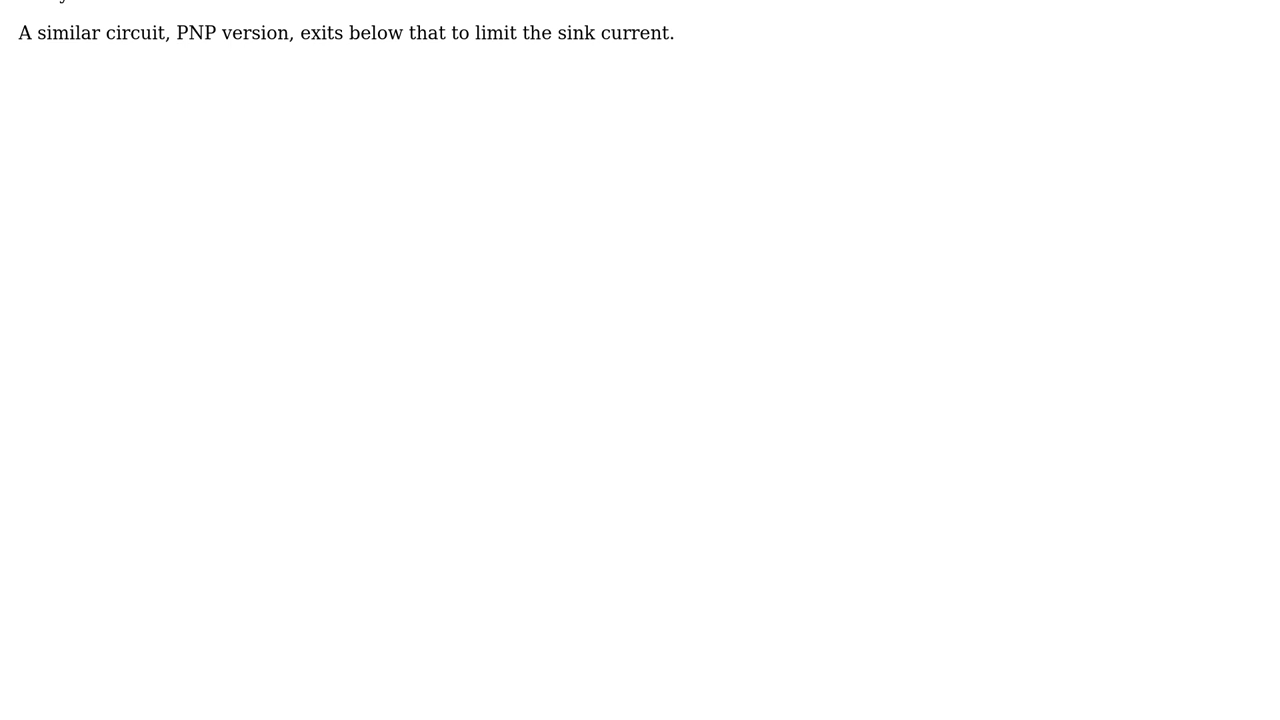 A similar circuit, PNP version, exits below that to limit the sink current.